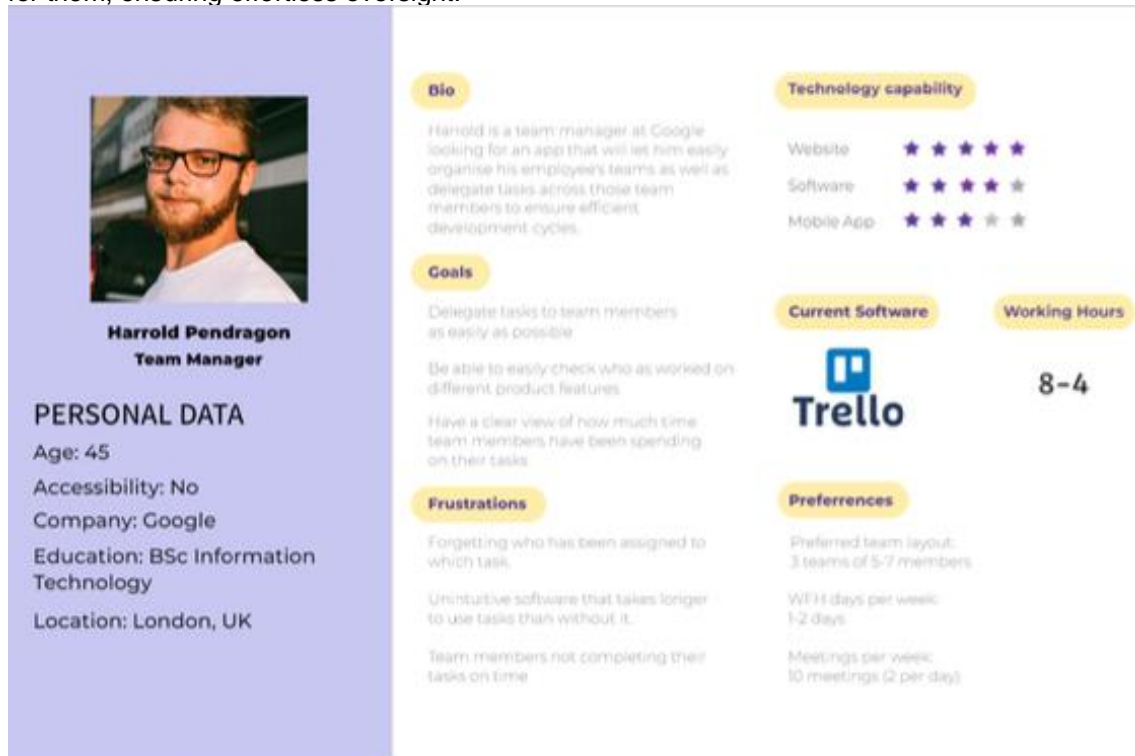 for them, ensuring effortless oversight.
Harrold Pendragon
Team Manager
PERSONAL DATA
Age: 45
Accessibility: No
Company: Google
Education: BSc Information
Technology
Location: London, UK
Bio
Harrold is a team manager at Google
looking for an app that will let him easily
organise his employee's teams as well as
delegate tasks across those team
members to ensure efficient
development cycles.
Goals
Delegate tasks to team members
as easily as possible
Be able to easily check who as worked on
different product features
Have a clear view of how much time
team members have been spending
on their tasks
Frustrations
Forgetting who has been assigned to
which task.
Unintuitive software that takes longer
to use tasks than without it.
Team members not completing their
tasks on time
Technology capability
Website
Software
Mobile App
Current Software
Trello
Working Hours
8-4
Preferrences
Preferred team layout:
3 teams of 5-7 members
WFH days per week:
1-2 days
Meetings per week:
10 meetings (2 per day)